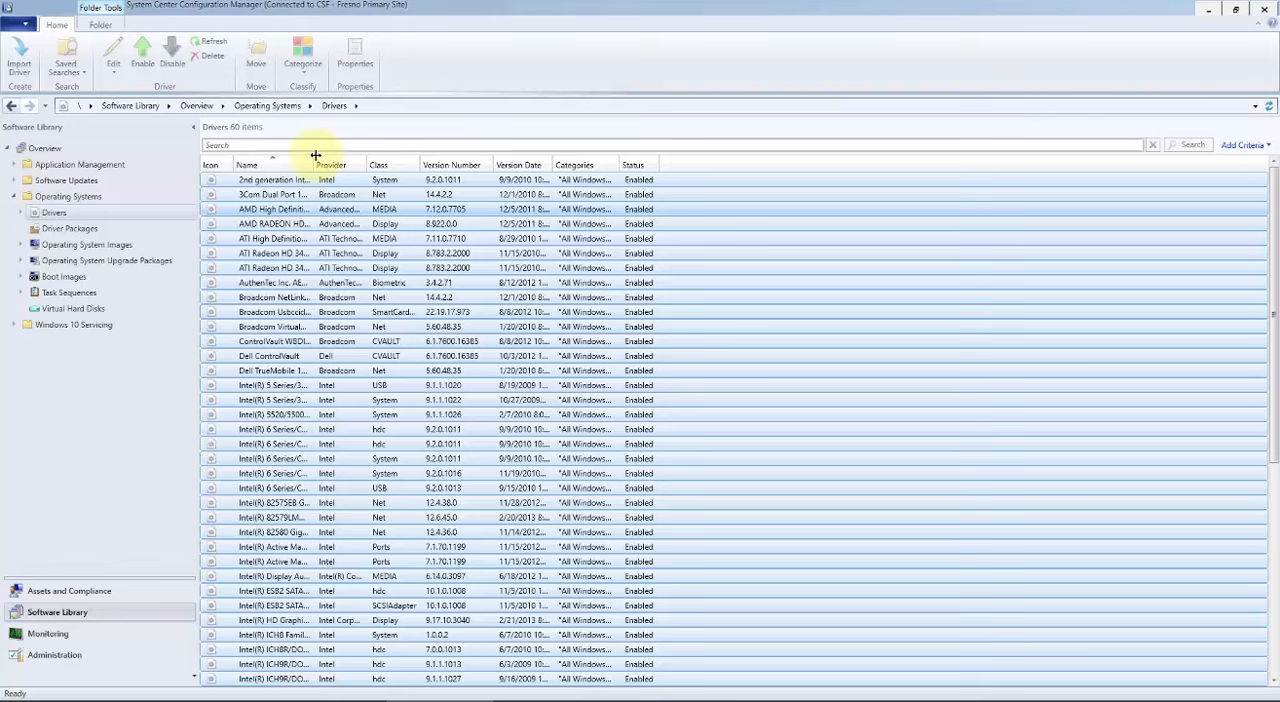 Folder Tools
System Center Configuration Manager (Connected to CSF - Fresno Primary Site)
Home
Folder
Import Driver
Saved Searches
Edit
Enable
Disable
Refresh
Delete
Move
Categorize
Properties
Create
Search
Driver
Move
Classify
Properties
\ Software Library Overview Operating Systems Drivers
Software Library
Overview
Application Management
Software Updates
Operating Systems
Drivers
Driver Packages
Operating System Images
Operating System Upgrade Packages
Boot Images
Task Sequences
Virtual Hard Disks
Windows 10 Servicing
Assets and Compliance
Software Library
Monitoring
Administration
Drivers 60 items
Search
Search
Add Criteria
Icon Name Provider Class Version Number Version Date Categories Status
2nd generation Int... Intel System 9.2.0.1011 9/9/2010 10:... "All Windows... Enabled
3Com Dual Port 1... Broadcom Net 14.4.2.2 12/1/2010 8:... "All Windows... Enabled
AMD High Definiti... Advanced... MEDIA 7.12.0.7705 12/5/2011 8:... "All Windows... Enabled
AMD RADEON HD... Advanced... Display 8.922.0.0 12/5/2011 8:... "All Windows... Enabled
ATI High Definitio... ATI Techno... MEDIA 7.11.0.7710 8/29/2010 1... "All Windows... Enabled
ATI Radeon HD 34... ATI Techno... Display 8.783.2.2000 11/15/2010... "All Windows... Enabled
ATI Radeon HD 34... ATI Techno... Display 8.783.2.2000 11/15/2010... "All Windows... Enabled
AuthenTec Inc. AE... AuthenTec... Biometric 3.4.2.71 8/12/2012 1... "All Windows... Enabled
Broadcom NetLink... Broadcom Net 14.4.2.2 12/1/2010 8:... "All Windows... Enabled
Broadcom Usbccid... Broadcom SmartCard... 22.19.17.973 8/8/2012 10:... "All Windows... Enabled
Broadcom Virtual... Broadcom Net 5.60.48.35 1/20/2010 8:... "All Windows... Enabled
ControlVault WBDI... Broadcom CVAULT 6.1.7600.16385 8/8/2012 10:... "All Windows... Enabled
Dell ControlVault Dell CVAULT 6.1.7600.16385 10/3/2012 1... "All Windows... Enabled
Dell TrueMobile 1... Broadcom Net 5.60.48.35 1/20/2010 8:... "All Windows... Enabled
Intel(R) 5 Series/3... Intel USB 9.1.1.1020 8/19/2009 1... "All Windows... Enabled
Intel(R) 5 Series/3... Intel System 9.1.1.1022 10/27/2009... "All Windows... Enabled
Intel(R) 5520/5500... Intel System 9.1.1.1026 2/7/2010 8:0... "All Windows... Enabled
Intel(R) 6 Series/C... Intel hdc 9.2.0.1011 9/9/2010 10:... "All Windows... Enabled
Intel(R) 6 Series/C... Intel hdc 9.2.0.1011 9/9/2010 10:... "All Windows... Enabled
Intel(R) 6 Series/C... Intel System 9.2.0.1011 9/9/2010 10:... "All Windows... Enabled
Intel(R) 6 Series/C... Intel System 9.2.0.1016 11/19/2010... "All Windows... Enabled
Intel(R) 6 Series/C... Intel USB 9.2.0.1013 9/15/2010 1... "All Windows... Enabled
Intel(R) 82575EB G... Intel Net 12.4.38.0 11/28/2012... "All Windows... Enabled
Intel(R) 82579LM... Intel Net 12.6.45.0 2/20/2013 8:... "All Windows... Enabled
Intel(R) 82580 Gig... Intel Net 12.4.36.0 11/14/2012... "All Windows... Enabled
Intel(R) Active Ma... Intel Ports 7.1.70.1199 11/15/2012... "All Windows... Enabled
Intel(R) Active Ma... Intel Ports 7.1.70.1199 11/15/2012... "All Windows... Enabled
Intel(R) Display Au... Intel(R) Co... MEDIA 6.14.0.3097 6/18/2012 1... "All Windows... Enabled
Intel(R) ESB2 SATA... Intel hdc 10.1.0.1008 11/5/2010 1... "All Windows... Enabled
Intel(R) ESB2 SATA... Intel SCSIAdapter 10.1.0.1008 11/5/2010 1... "All Windows... Enabled
Intel(R) HD Graphi... Intel Corp... Display 9.17.10.3040 2/21/2013 8:... "All Windows... Enabled
Intel(R) ICH8 Famil... Intel System 1.0.0.2 6/7/2010 10:... "All Windows... Enabled
Intel(R) ICH8R/DO... Intel hdc 7.0.0.1013 6/7/2010 10:... "All Windows... Enabled
Intel(R) ICH9R/DO... Intel hdc 9.1.1.1013 6/3/2009 10:... "All Windows... Enabled
Intel(R) ICH9R/DO... Intel hdc 9.1.1.1027 9/16/2009 1... "All Windows... Enabled
Ready